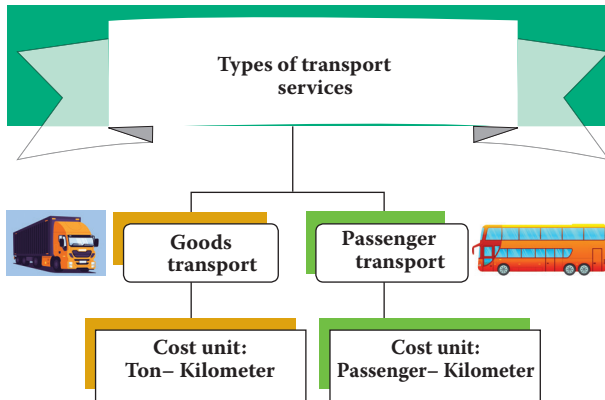 Types of transport
services
Goods
transport
Passenger
transport
Cost unit:
Ton– Kilometer
Cost unit:
Passenger– Kilometer